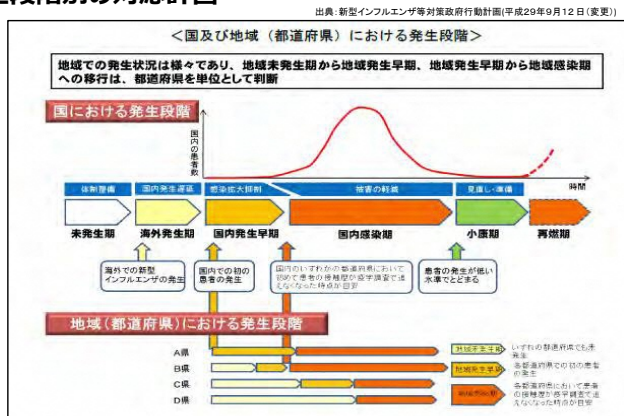 段階別の対応計画
出典:新型インフルエンザ等対策政府行動計画(平成29年9月12日(変更))
<国及び地域(都道府県)における発生段階>
地域での発生状況は様々であり、地域未発生期から地域発生早期、地域発生早期から地域感染期
への移行は、都道府県を単位として判断
国における発生段階
国内の患者数
時間
体制整備
国内発生遅延
感染拡大抑制
被害の軽減
見直し・準備
未発生期
海外発生期
国内発生早期
国内感染期
小康期
再燃期
海外での新型
インフルエンザの発生
国内での初の
患者の発生
国内のいずれかの都道府県において
初めて患者の接触歴が疫学調査で追
えなくなった時点が目安
患者の発生が低い
水準でとどまる
地域(都道府県)における発生段階
A県
B県
C県
D県
地域未発生期
いずれの都道府県でも未
発生
地域発生早期
各都道府県での初の患者
の発生
地域感染期
各都道府県において患者
の接触歴が疫学調査で追
えなくなった時点が目安